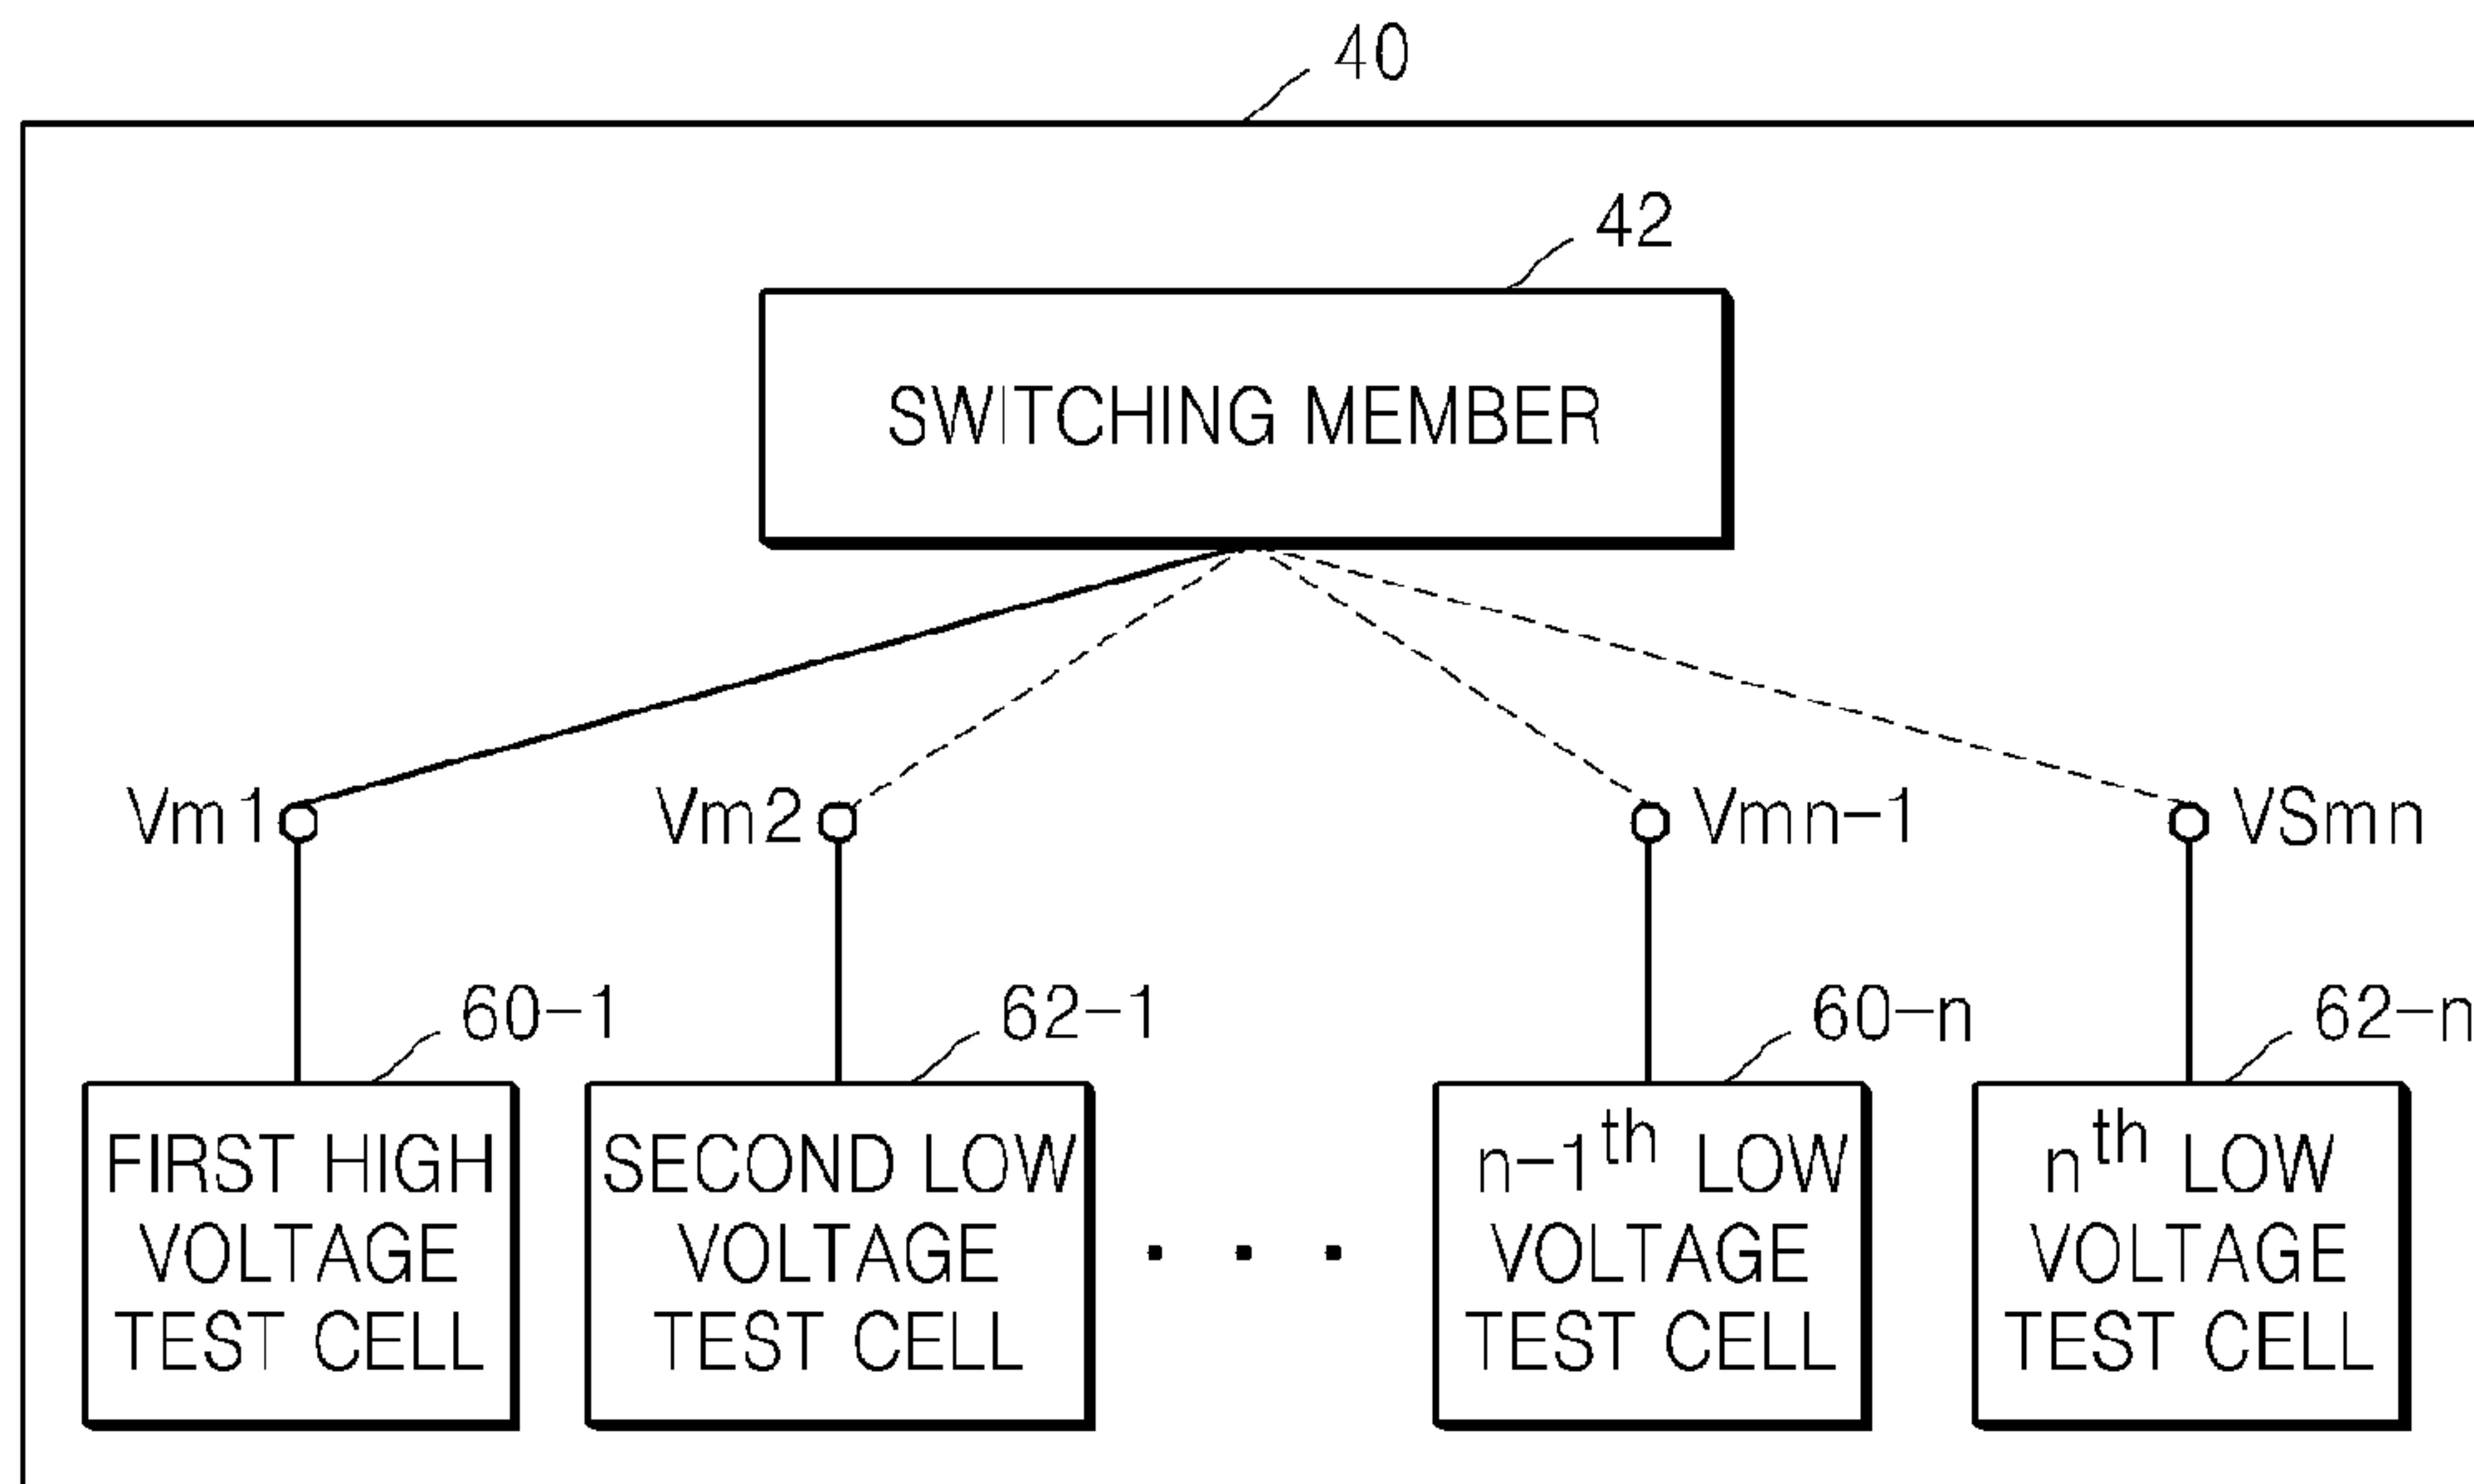 40
42
SWITCHING MEMBER
Vm1 Vm2 Vmn-1 VSmn
60-1 62-1 60-n 62-n
FIRST HIGH
VOLTAGE
TEST CELL
SECOND LOW
VOLTAGE
TEST CELL
. . .
n-1th LOW
VOLTAGE
TEST CELL
nth LOW
VOLTAGE
TEST CELL